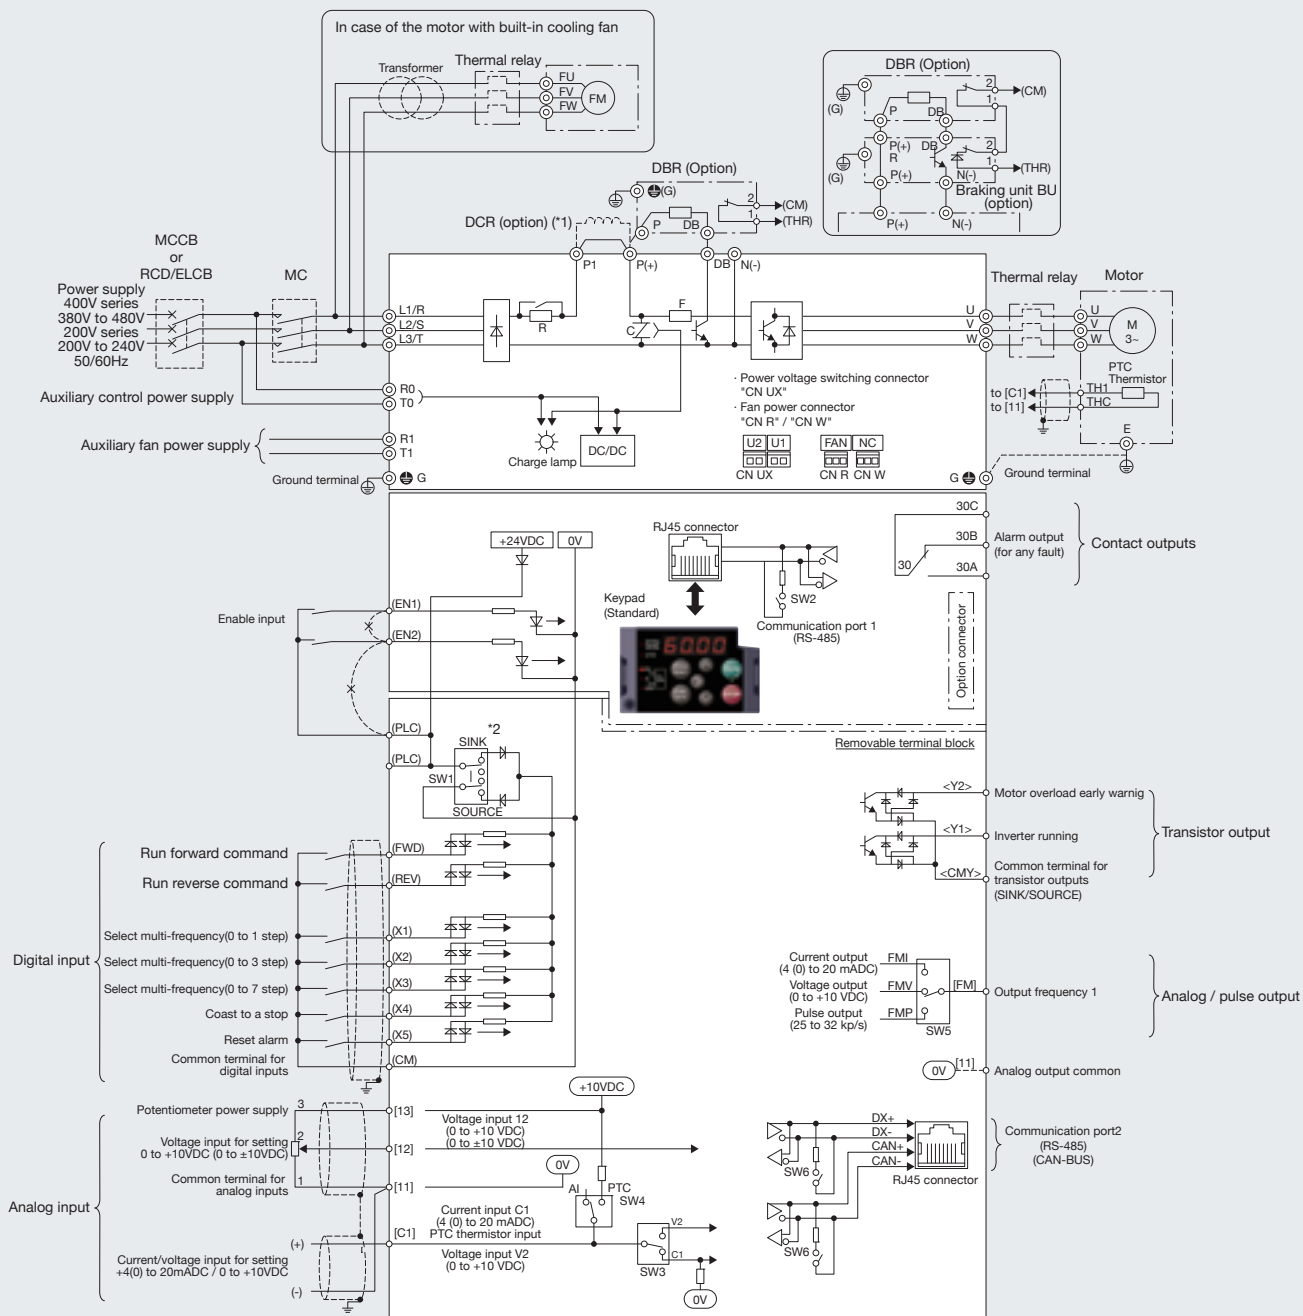 In case of the motor with built-in cooling fan
Transformer
Thermal relay
FU
FV
FW
FM
DBR (Option)
(G)
P
DB
2
1
(CM)
(G)
P(+)
R
DB
2
1
(THR)
P(+)
N(-)
Braking unit BU
(option)
P(+)
N(-)
DBR (Option)
(G)
P
DB
2
1
(CM)
(THR)
DCR (option) (*1)
MCCB
or
RCD/ELCB
MC
Power supply
400V series
380V to 480V
200V series
200V to 240V
50/60Hz
P1
P(+)
DB
N(-)
L1/R
L2/S
L3/T
R
C
F
Thermal relay
Motor
U
V
W
U
V
W
M
3~
PTC
Thermistor
to [C1]
to [11]
TH1
THC
E
Auxiliary control power supply
R0
T0
Auxiliary fan power supply
R1
T1
Ground terminal
G
Charge lamp
DC/DC
· Power voltage switching connector
"CN UX"
· Fan power connector
"CN R" / "CN W"
U2
U1
FAN
NC
CN UX
CN R
CN W
G
Ground terminal
+24VDC
0V
RJ45 connector
Keypad
(Standard)
60.00
SW2
Communication port 1
(RS-485)
30C
30B
30
30A
Alarm output
(for any fault)
Contact outputs
Option connector
Enable input
(EN1)
(EN2)
(PLC)
(PLC)
*2
SINK
SW1
SOURCE
Removable terminal block
<Y2>
Motor overload early warnig
<Y1>
Inverter running
<CMY>
Common terminal for
transistor outputs
(SINK/SOURCE)
Transistor output
Digital input
Run forward command
(FWD)
Run reverse command
(REV)
Select multi-frequency(0 to 1 step)
(X1)
Select multi-frequency(0 to 3 step)
(X2)
Select multi-frequency(0 to 7 step)
(X3)
Coast to a stop
(X4)
Reset alarm
(X5)
Common terminal for
digital inputs
(CM)
Current output
(4 (0) to 20 mADC)
FMI
Voltage output
(0 to +10 VDC)
FMV
Pulse output
(25 to 32 kp/s)
FMP
SW5
[FM]
Output frequency 1
Analog / pulse output
0V
[11]
Analog output common
Analog input
Potentiometer power supply
3
[13]
Voltage input for setting
0 to +10VDC (0 to ±10VDC)
2
[12]
Common terminal for
analog inputs
1
[11]
+10VDC
Voltage input 12
(0 to +10 VDC)
(0 to ±10 VDC)
0V
AI
PTC
SW4
[C1]
Current input C1
(4 (0) to 20 mADC)
PTC thermistor input
Voltage input V2
(0 to +10 VDC)
(+)
Current/voltage input for setting
+4(0) to 20mADC / 0 to +10VDC
(-)
V2
C1
SW3
0V
DX+
DX-
CAN+
CAN-
SW6
SW6
RJ45 connector
Communication port2
(RS-485)
(CAN-BUS)